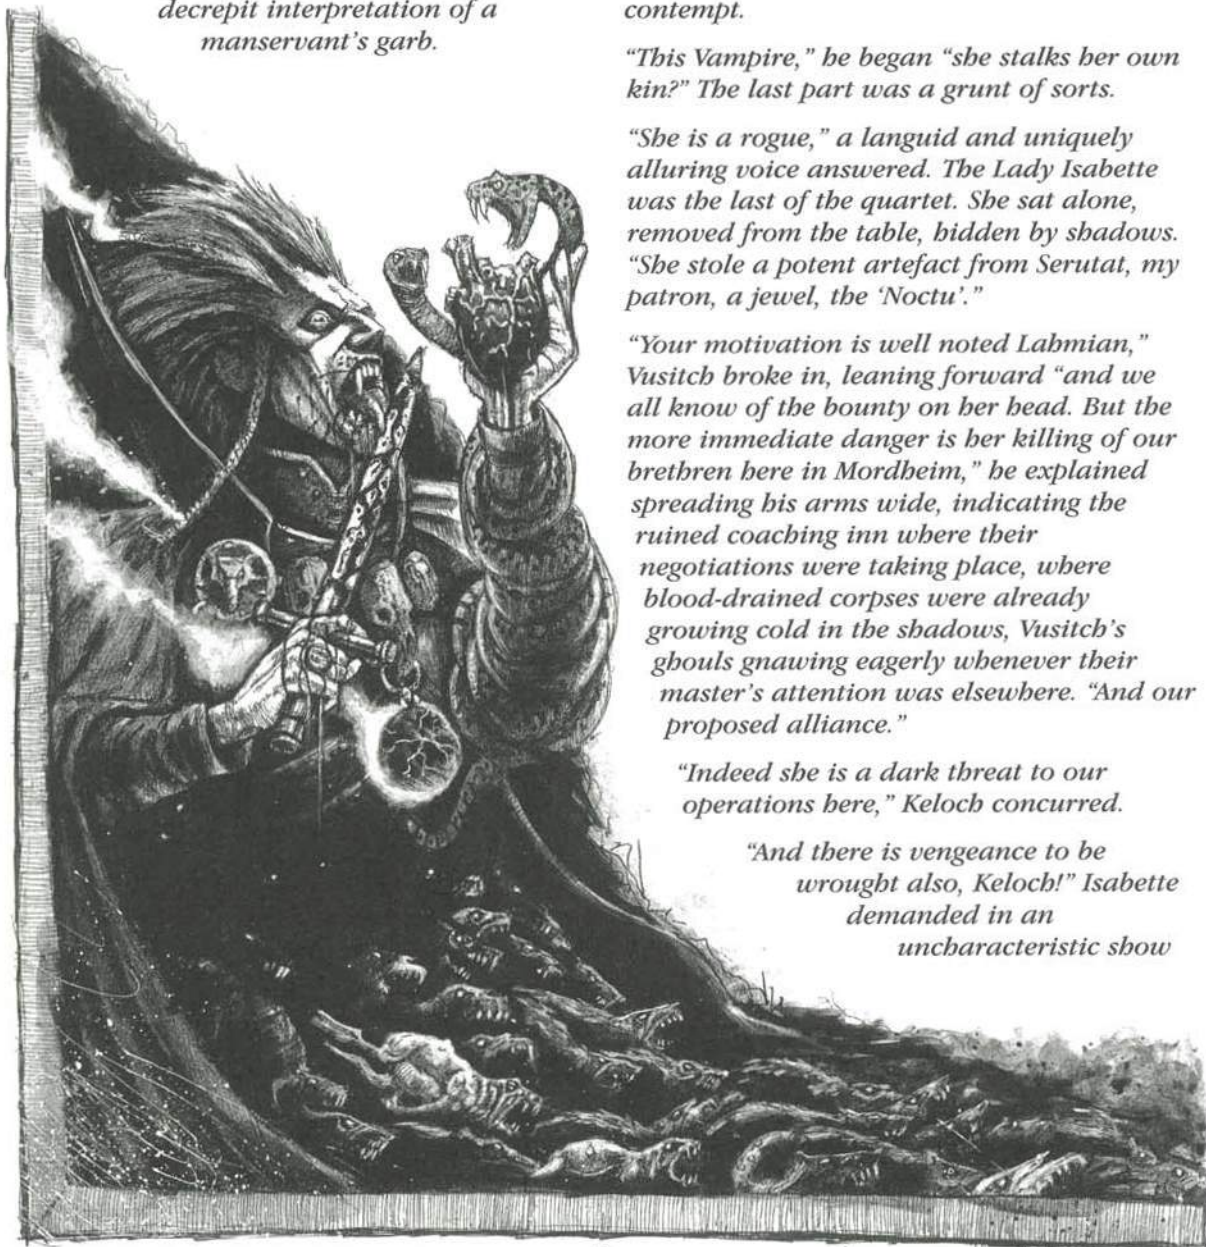 decrepit interpretation of a
manservant's garb.
contempt.
“This Vampire,” he began “she stalks her own
kin?” The last part was a grunt of sorts.
“She is a rogue,” a languid and uniquely
alluring voice answered. The Lady Isabette
was the last of the quartet. She sat alone,
removed from the table, hidden by shadows.
“She stole a potent artefact from Serutat, my
patron, a jewel, the ‘Noctu’.”
“Your motivation is well noted Lahmian,”
Vusitch broke in, leaning forward “and we
all know of the bounty on her head. But the
more immediate danger is her killing of our
brethren here in Mordheim,” he explained
spreading his arms wide, indicating the
ruined coaching inn where their
negotiations were taking place, where
blood-drained corpses were already
growing cold in the shadows, Vusitch's
ghouls gnawing eagerly whenever their
master's attention was elsewhere. “And our
proposed alliance.”
“Indeed she is a dark threat to our
operations here,” Keloch concurred.
“And there is vengeance to be
wrought also, Keloch!” Isabette
demanded in an
uncharacteristic show